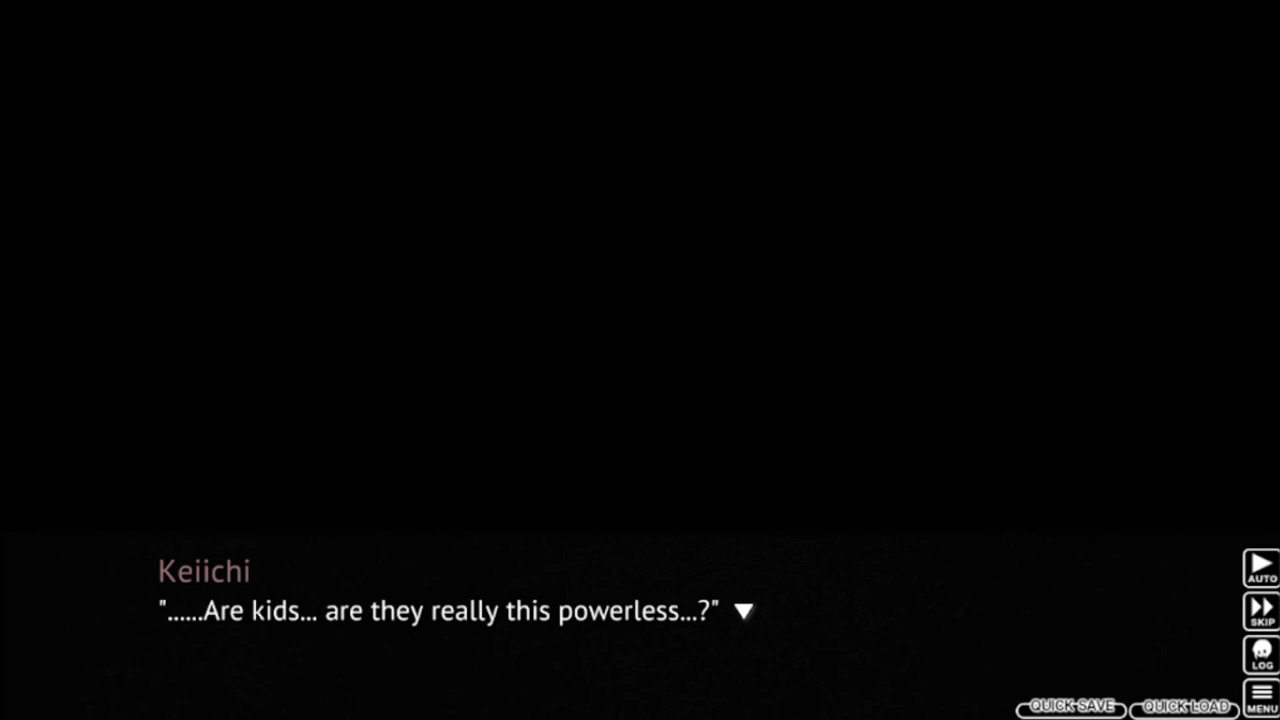 Keiichi
"......Are kids... are they really this powerless...?"
AUTO
SKIP
LOG
MENU
QUICK SAVE QUICK LOAD